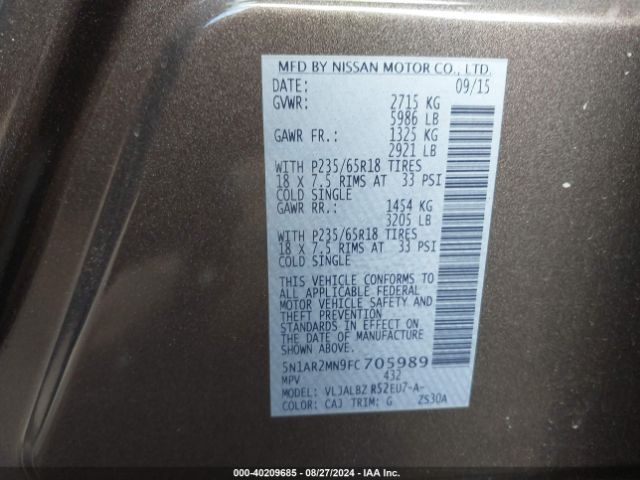 MFD BY NISSAN MOTOR CO., LTD.
DATE: 09/15
GVWR: 2715 KG
5986 LB
GAWR FR.: 1325 KG
2921 LB
WITH P235/65R18 TIRES
18 X 7.5 RIMS AT 33 PSI
COLD SINGLE
GAWR RR.: 1454 KG
3205 LB
WITH P235/65R18 TIRES
18 X 7.5 RIMS AT 33 PSI
COLD SINGLE
THIS VEHICLE CONFORMS TO
ALL APPLICABLE FEDERAL
MOTOR VEHICLE SAFETY AND
THEFT PREVENTION
STANDARDS IN EFFECT ON
THE DATE OF MANUFACTURE
SHOWN ABOVE.
5N1AR2MN9FC705989
MPV 432
MODEL: VLJALBZ R52EUZ-A-
COLOR: CAJ TRIM: G ZS30A
000-40209685 - 08/27/2024 - IAA Inc.